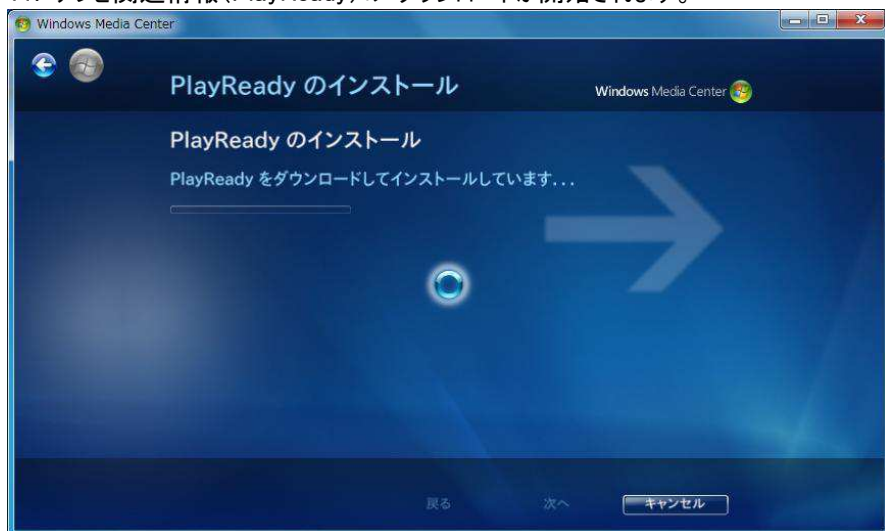 (PlayReady)
Windows Media Center
PlayReady のインストール
Windows Media Center
PlayReady のインストール
PlayReady をダウンロードしてインストールしています...
戻る
次へ
キャンセル